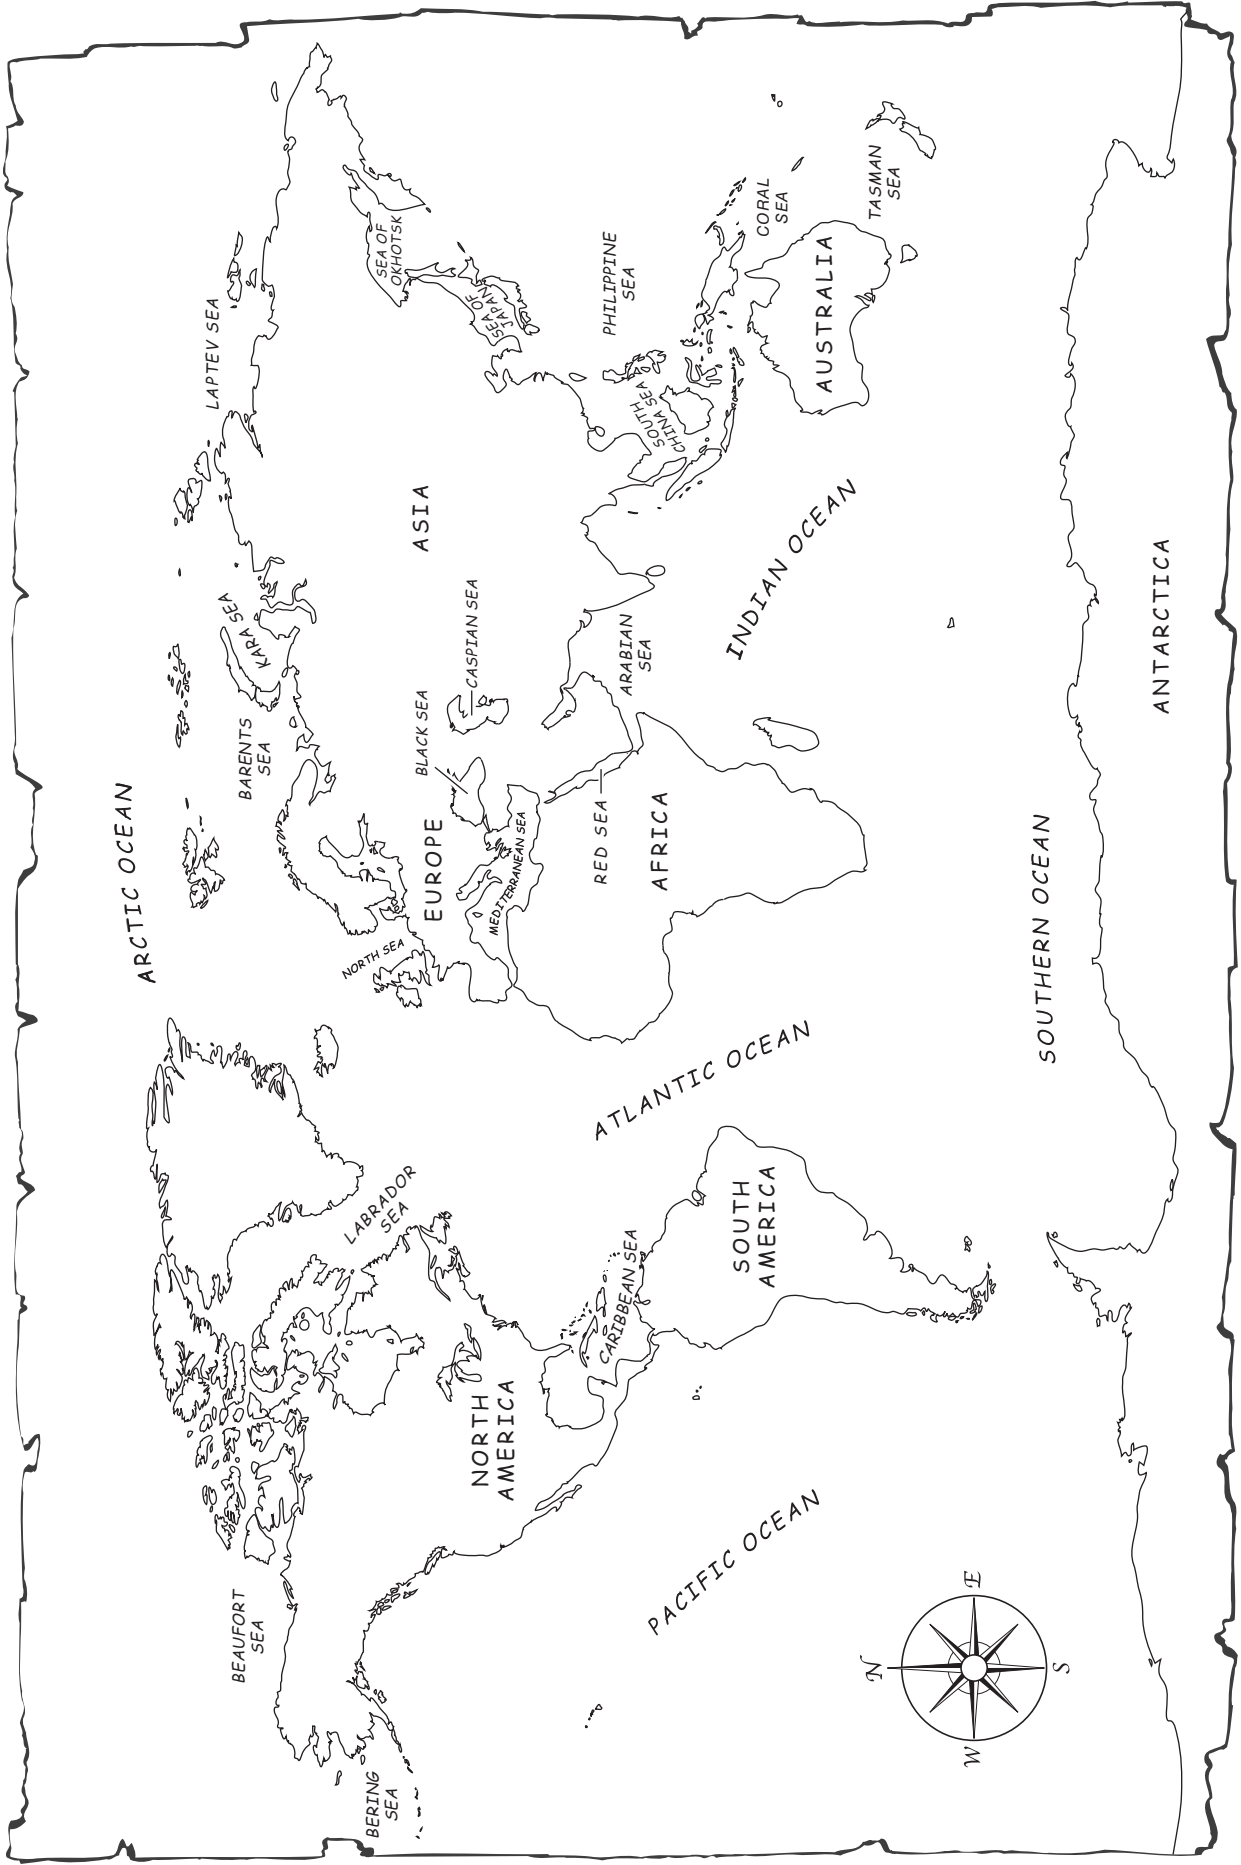 ARCTIC OCEAN
BEAUFORT
SEA
BARENTS
SEA
KARA SEA
LAPTEV SEA
BERING
SEA
LABRADOR
SEA
NORTH SEA
SEA OF
OKHOTSK
EUROPE
BLACK SEA
ASIA
CASPIAN SEA
SEA OF
JAPAN
NORTH
AMERICA
MEDITERRANEAN SEA
CARIBBEAN SEA
RED SEA
ARABIAN
SEA
PHILIPPINE
SEA
SOUTH
CHINA SEA
AFRICA
ATLANTIC OCEAN
PACIFIC OCEAN
SOUTH
AMERICA
INDIAN OCEAN
CORAL
SEA
AUSTRALIA
TASMAN
SEA
N
W
E
S
SOUTHERN OCEAN
ANTARCTICA